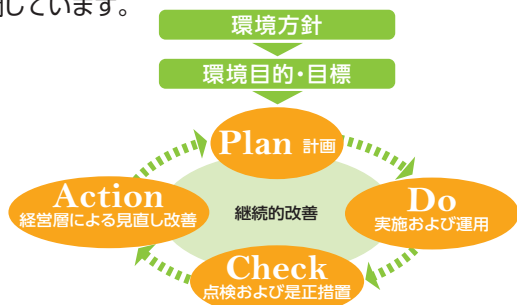 しています。
環境方針
環境目的・目標
Plan 計画
Action
経営層による見直し改善
継続的改善
Do
実施および運用
Check
点検および是正措置